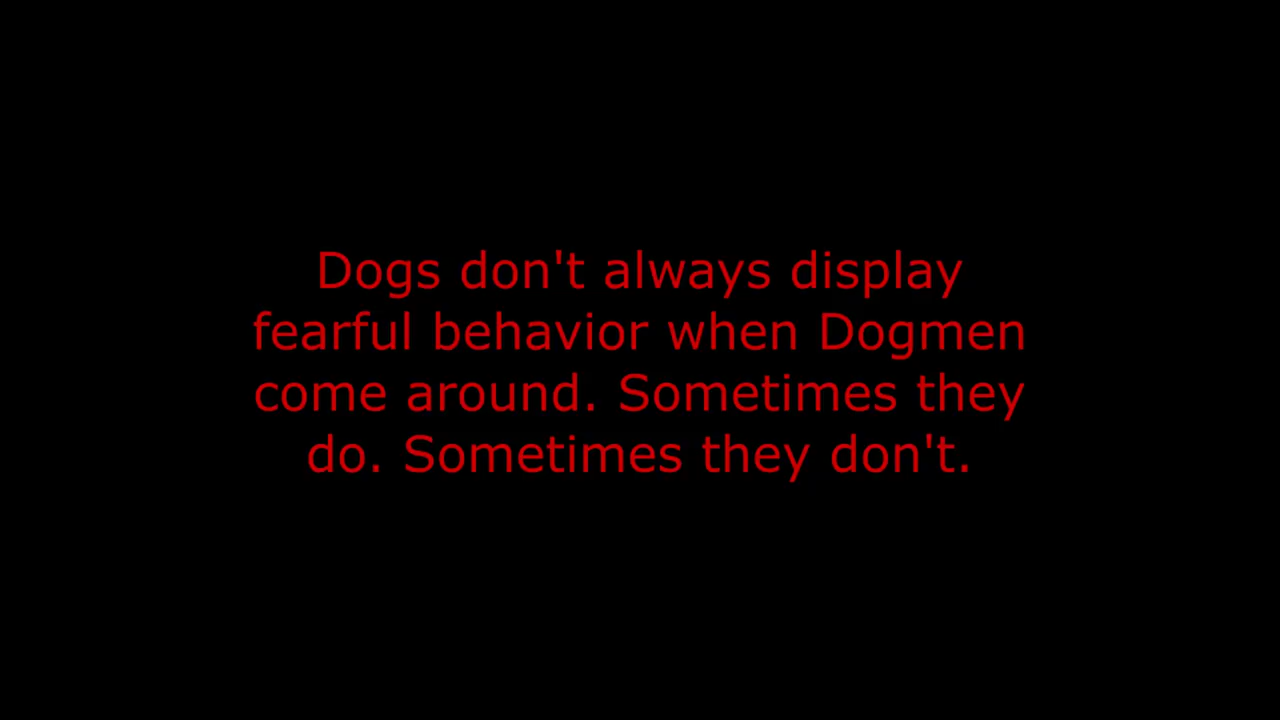 Dogs don't always display
fearful behavior when Dogmen
come around. Sometimes they
do. Sometimes they don't.